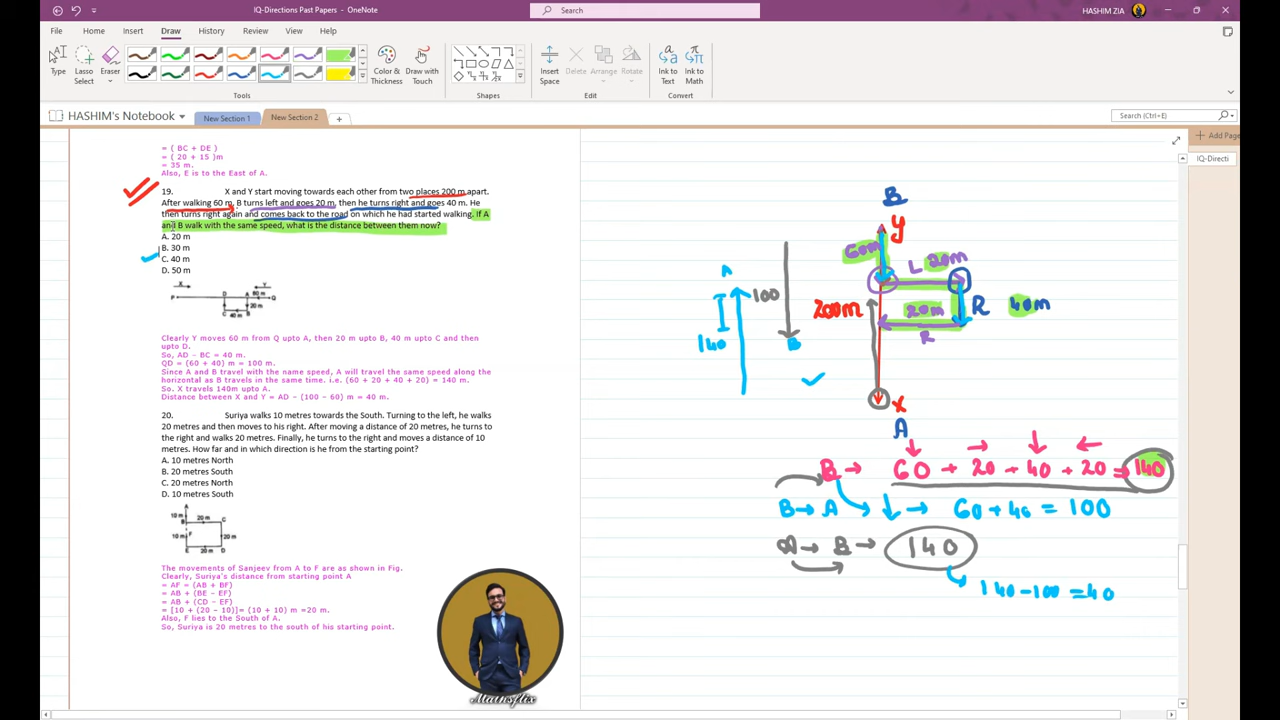 IQ-Directions Past Papers - OneNote
Search
HASHIM ZIA
File
Home
Insert
Draw
History
Review
View
Help
Type
Lasso Select
Eraser
Color & Thickness
Draw with Touch
Insert Space
Delete
Arrange
Rotate
Ink to Text
Ink to Math
Tools
Shapes
Edit
Convert
HASHIM's Notebook
New Section 1
New Section 2
Search (Ctrl+E)
Add Page
IQ-Directi
= ( BC + DE )
= ( 20 + 15 )m
= 35 m.
Also, E is to the East of A.
19. X and Y start moving towards each other from two places 200 m apart.
After walking 60 m, B turns left and goes 20 m, then he turns right and goes 40 m. He
then turns right again and comes back to the road on which he had started walking. If A
and B walk with the same speed, what is the distance between them now?
A. 20 m
B. 30 m
C. 40 m
D. 50 m
X Y
P D A 60 m Q
20 m
C B
Clearly Y moves 60 m from Q upto A, then 20 m upto B, 40 m upto C and then
upto D.
So, AD - BC = 40 m.
QD = (60 + 40) m = 100 m.
Since A and B travel with the name speed, A will travel the same speed along the
horizontal as B travels in the same time. i.e. (60 + 20 + 40 + 20) = 140 m.
So. X travels 140m upto A.
Distance between X and Y = AD - (100 - 60) m = 40 m.
20. Suriya walks 10 metres towards the South. Turning to the left, he walks
20 metres and then moves to his right. After moving a distance of 20 metres, he turns to
the right and walks 20 metres. Finally, he turns to the right and moves a distance of 10
metres. How far and in which direction is he from the starting point?
A. 10 metres North
B. 20 metres South
C. 20 metres North
D. 10 metres South
A
10 m
B 20 m C
10 m F 20 m
E 20 m D
The movements of Sanjeev from A to F are as shown in Fig.
Clearly, Suriya's distance from starting point A
= AF = (AB + BF)
= AB + (BE - EF)
= AB + (CD - EF)
= [10 + (20 - 10)]= (10 + 10) m =20 m.
Also, F lies to the South of A.
So, Suriya is 20 metres to the south of his starting point.
Mainsflix
B
Y
60m
L 20m
A
100
200m
20m
R 40m
140
B
R
X
A
B → 60 + 20 + 40 + 20 = 140
B → A ↓ → 60 + 40 = 100
A → B → 140
140 - 100 = 40